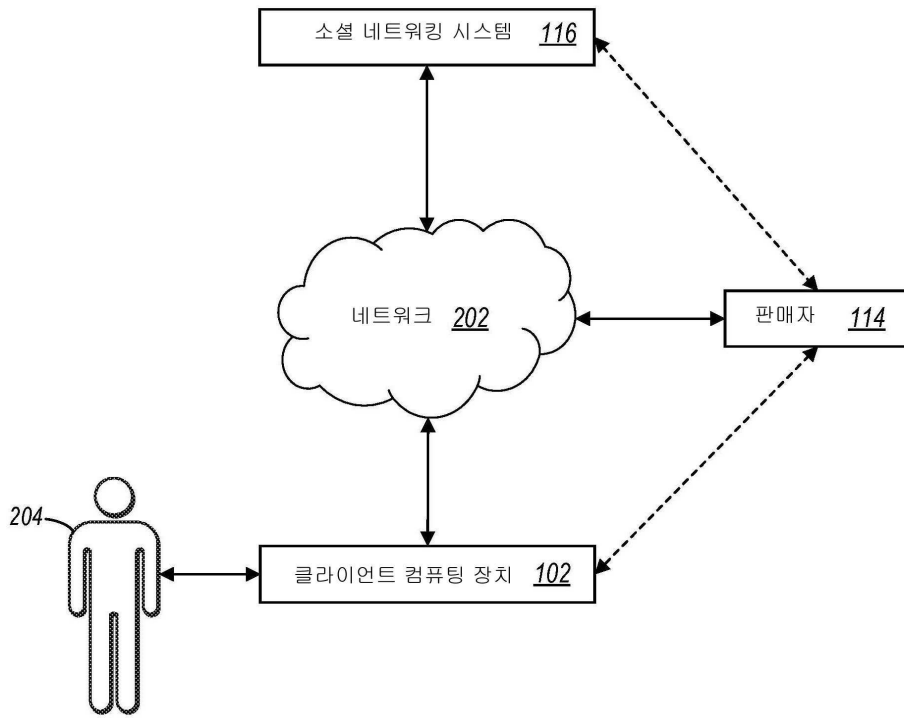 소셜 네트워킹 시스템 116
네트워크 202
판매자 114
204
클라이언트 컴퓨팅 장치 102